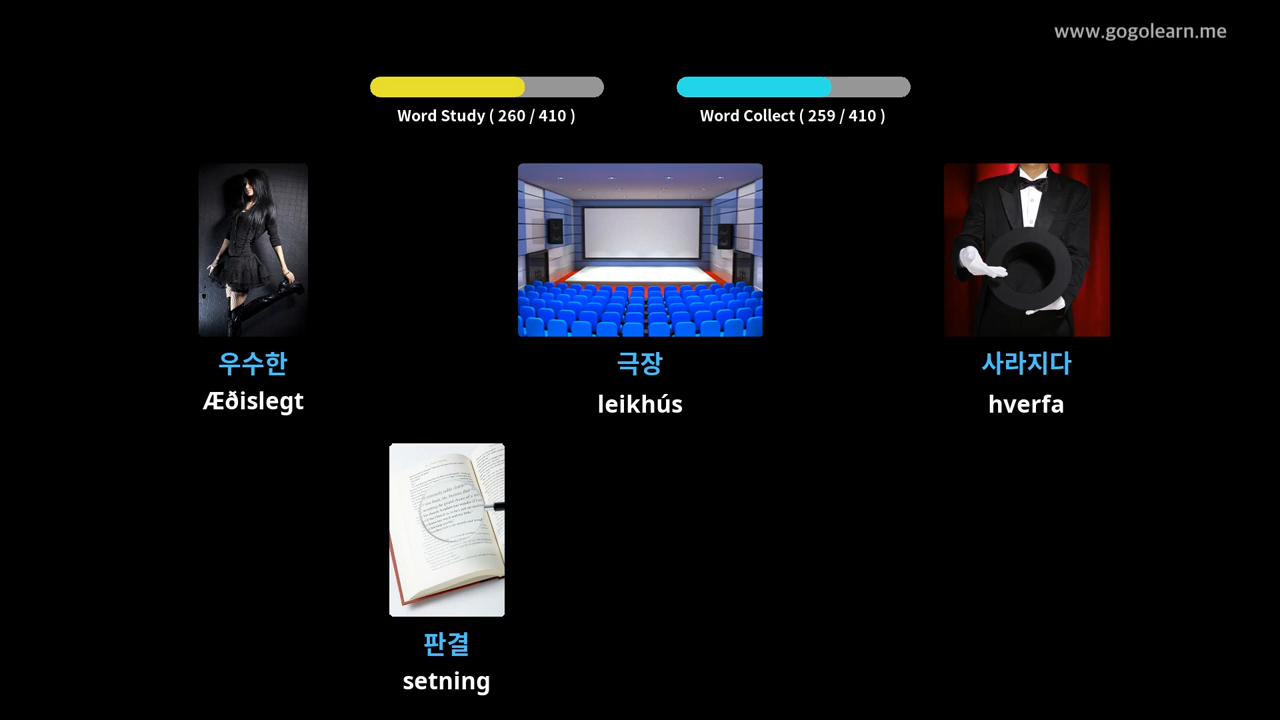 www.gogolearn.me
Word Study ( 260 / 410 )
Word Collect ( 259 / 410 )
우수한
Æðislegt
극장
leikhús
사라지다
hverfa
판결
setning